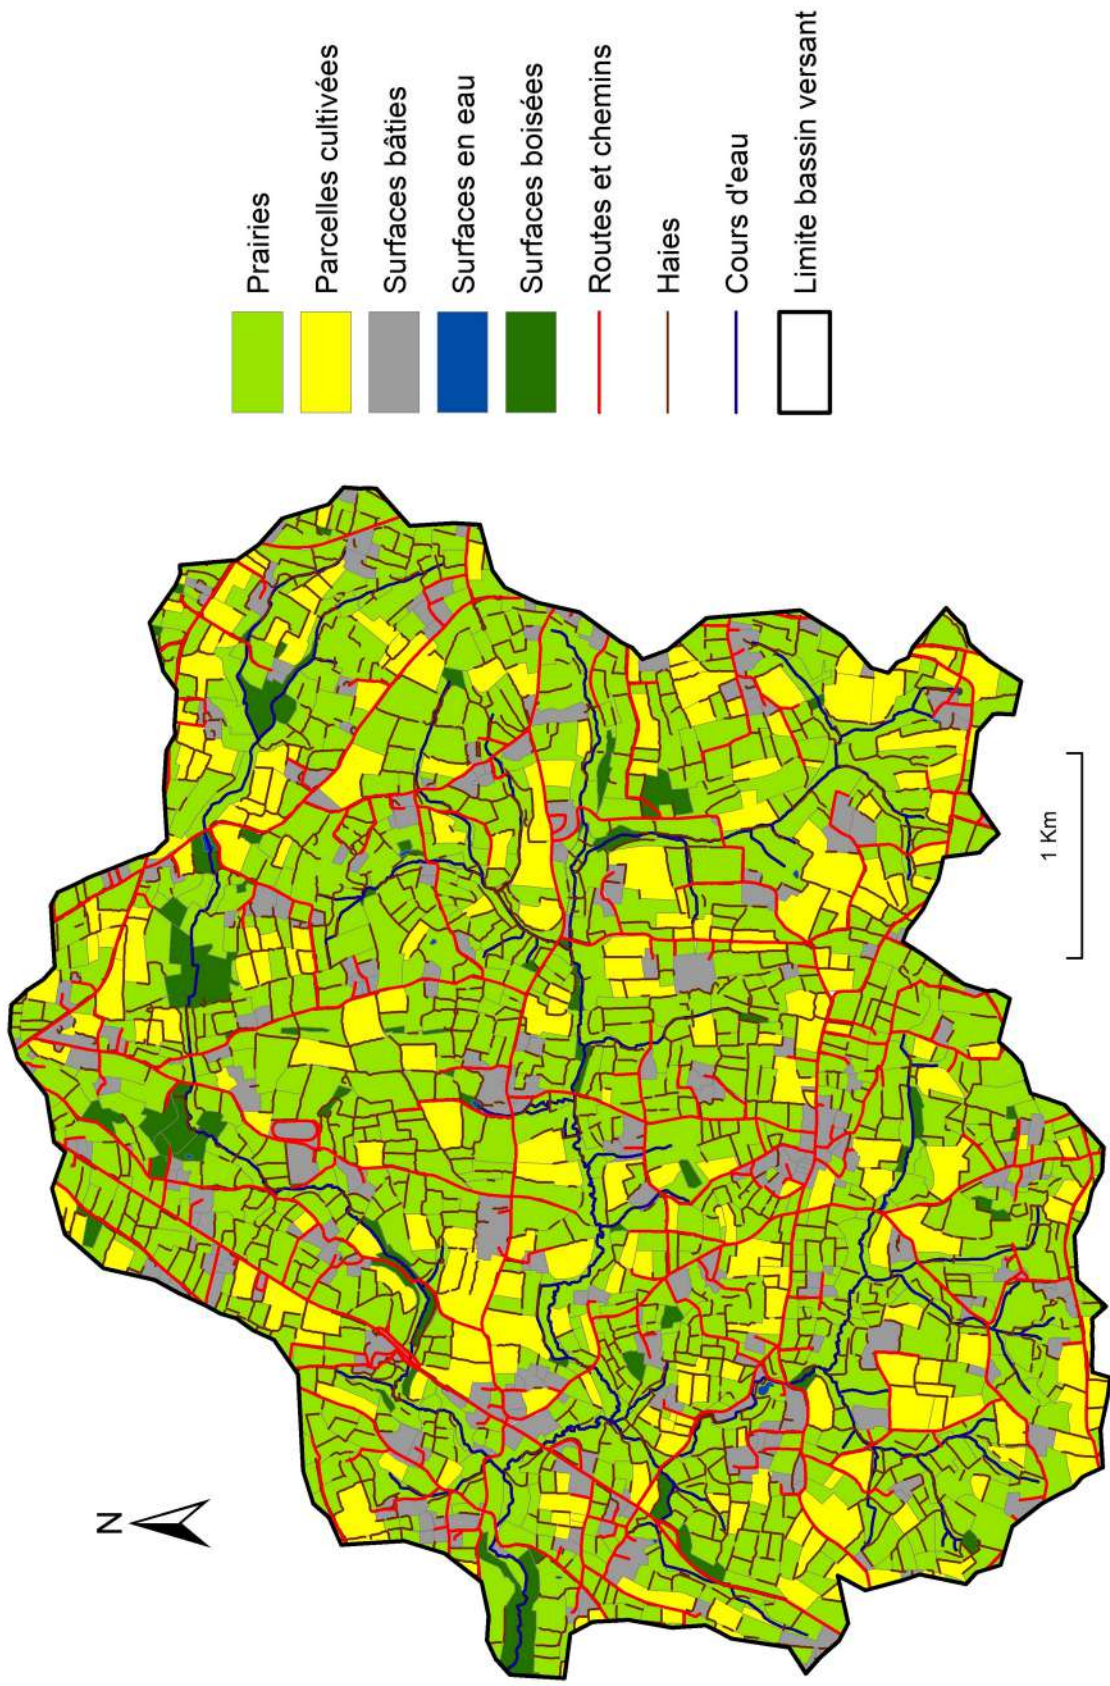 N
Prairies
Parcelles cultivées
Surfaces bâties
Surfaces en eau
Surfaces boisées
Routes et chemins
Haies
Cours d'eau
Limite bassin versant
1 Km